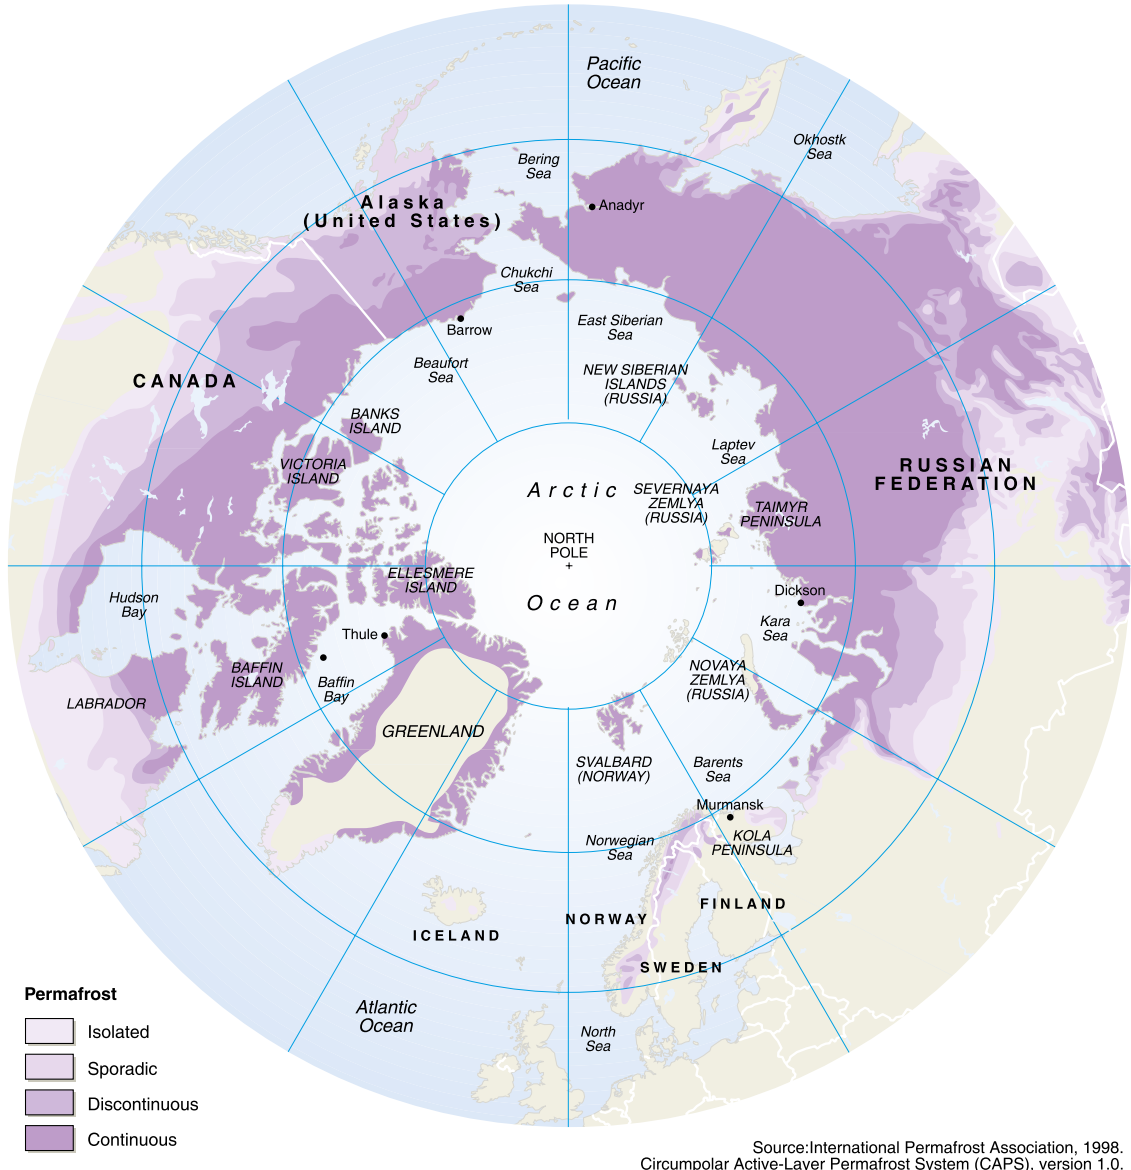 Pacific
Ocean
Okhostk
Sea
Bering
Sea
Alaska
(United States)
Anadyr
Chukchi
Sea
Barrow
East Siberian
Sea
Beaufort
Sea
NEW SIBERIAN
ISLANDS
(RUSSIA)
CANADA
BANKS
ISLAND
VICTORIA
ISLAND
Laptev
Sea
RUSSIAN
FEDERATION
Arctic
SEVERNAYA
ZEMLYA
(RUSSIA)
TAIMYR
PENINSULA
NORTH
POLE
+
ELLESMERE
ISLAND
Ocean
Hudson
Bay
Dickson
Kara
Sea
Thule
BAFFIN
ISLAND
Baffin
Bay
NOVAYA
ZEMLYA
(RUSSIA)
LABRADOR
GREENLAND
SVALBARD
(NORWAY)
Barents
Sea
Murmansk
Norwegian
Sea
KOLA
PENINSULA
FINLAND
NORWAY
ICELAND
SWEDEN
Atlantic
Ocean
North
Sea
Permafrost
Isolated
Sporadic
Discontinuous
Continuous
Source:International Permafrost Association, 1998.
Circumpolar Active-Layer Permafrost System (CAPS), version 1.0.